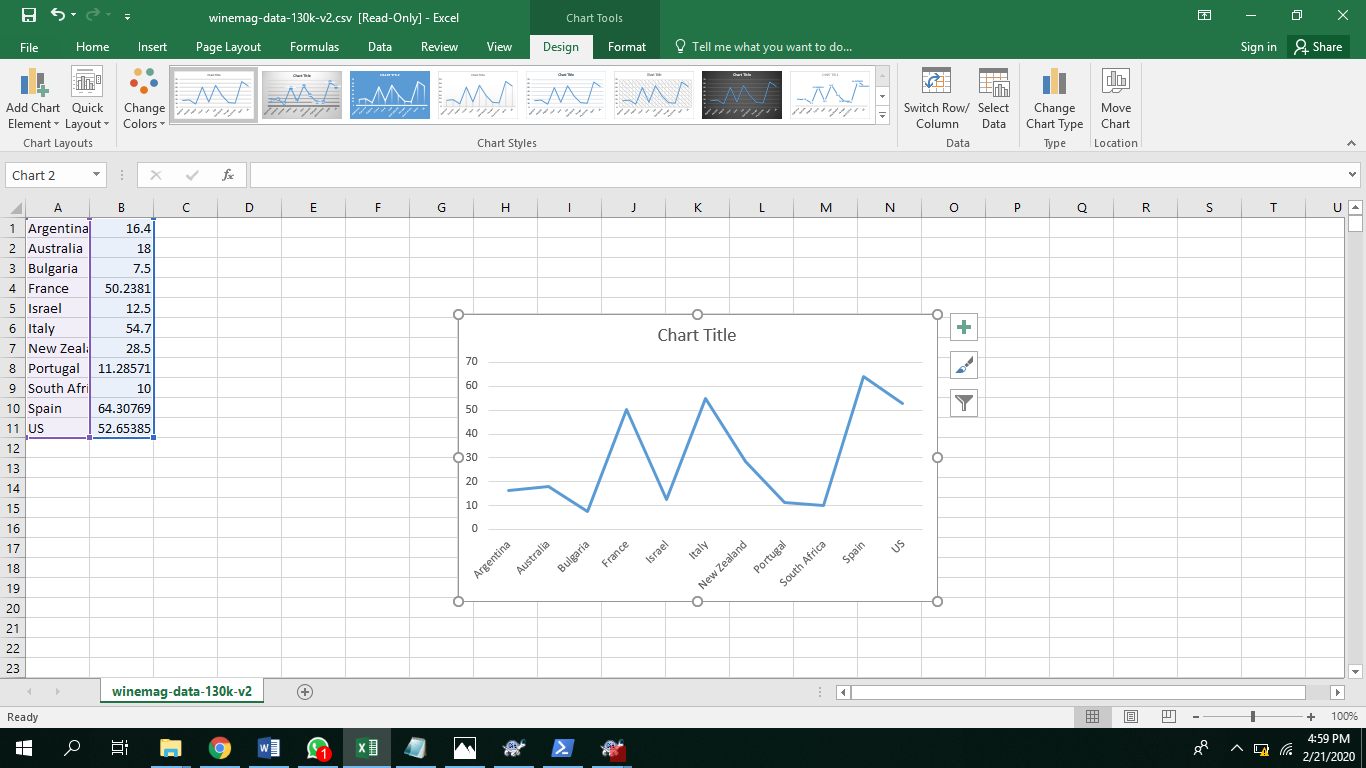 winemag-data-130k-v2.csv [Read-Only] - Excel
Chart Tools
File Home Insert Page Layout Formulas Data Review View Design Format Tell me what you want to do... Sign in Share
Add Chart Element
Quick Layout
Change Colors
Switch Row/ Column
Select Data
Change Chart Type
Move Chart
Chart Layouts Chart Styles Data Type Location
Chart 2 fx
A B C D E F G H I J K L M N O P Q R S T U
1 Argentina 16.4
2 Australia 18
3 Bulgaria 7.5
4 France 50.2381
5 Israel 12.5
6 Italy 54.7
7 New Zeal 28.5
8 Portugal 11.28571
9 South Afri 10
10 Spain 64.30769
11 US 52.65385
12
13
14
15
16
17
18
19
20
21
22
23
Chart Title
70
60
50
40
30
20
10
0
Argentina Australia Bulgaria France Israel Italy New Zealand Portugal South Africa Spain US
winemag-data-130k-v2
Ready 100%
1
4:59 PM
2/21/2020